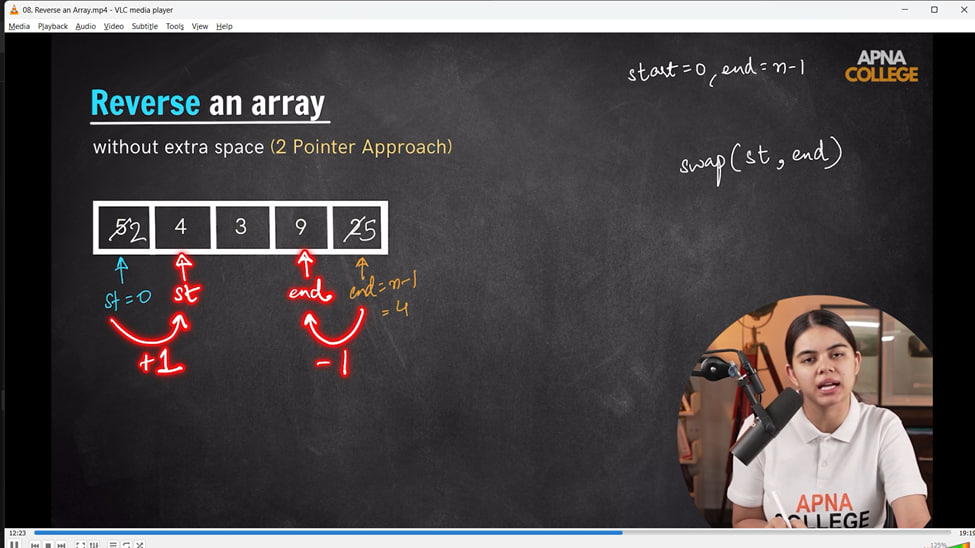 08. Reverse an Array.mp4 - VLC media player
Media Playback Audio Video Subtitle Tools View Help
start=0, end=n-1
APNA
COLLEGE
Reverse an array
without extra space (2 Pointer Approach)
swap(st, end)
5 2 4 3 9 2 5
st=0 st end end=n-1
=4
+1 -1
APNA
COLLEGE
12:23 19:19
125%